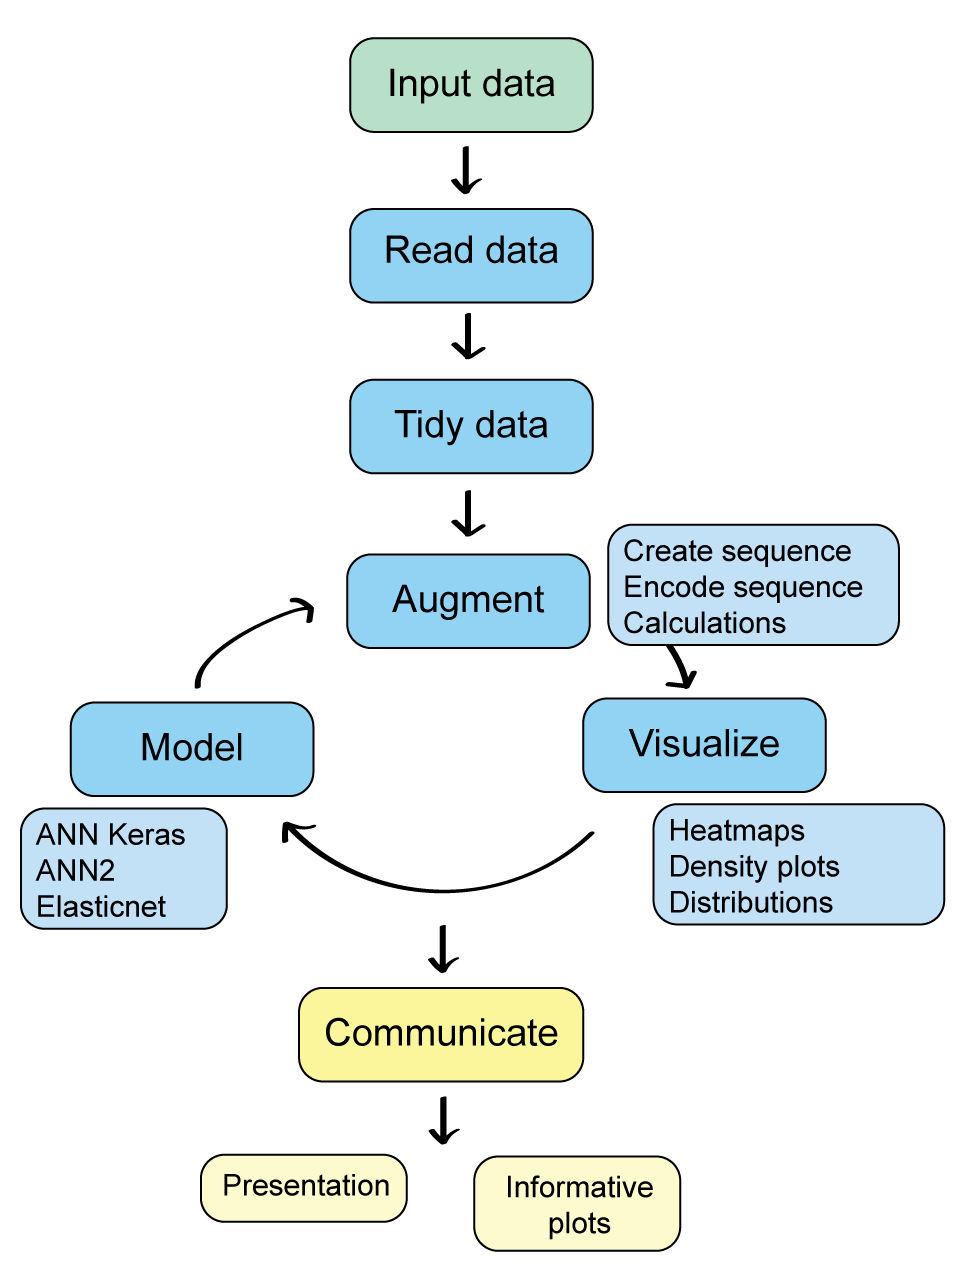 Input data
Read data
Tidy data
Augment
Create sequence
Encode sequence
Calculations
Model
Visualize
ANN Keras
ANN2
Elasticnet
Heatmaps
Density plots
Distributions
Communicate
Presentation
Informative
plots